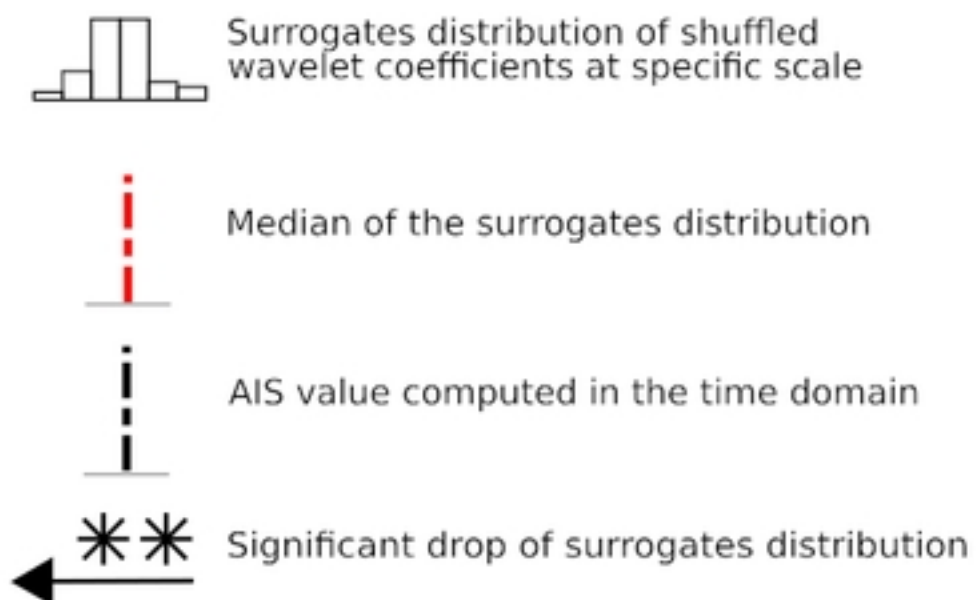 Surrogates distribution of shuffled
wavelet coefficients at specific scale
Median of the surrogates distribution
AIS value computed in the time domain
Significant drop of surrogates distribution